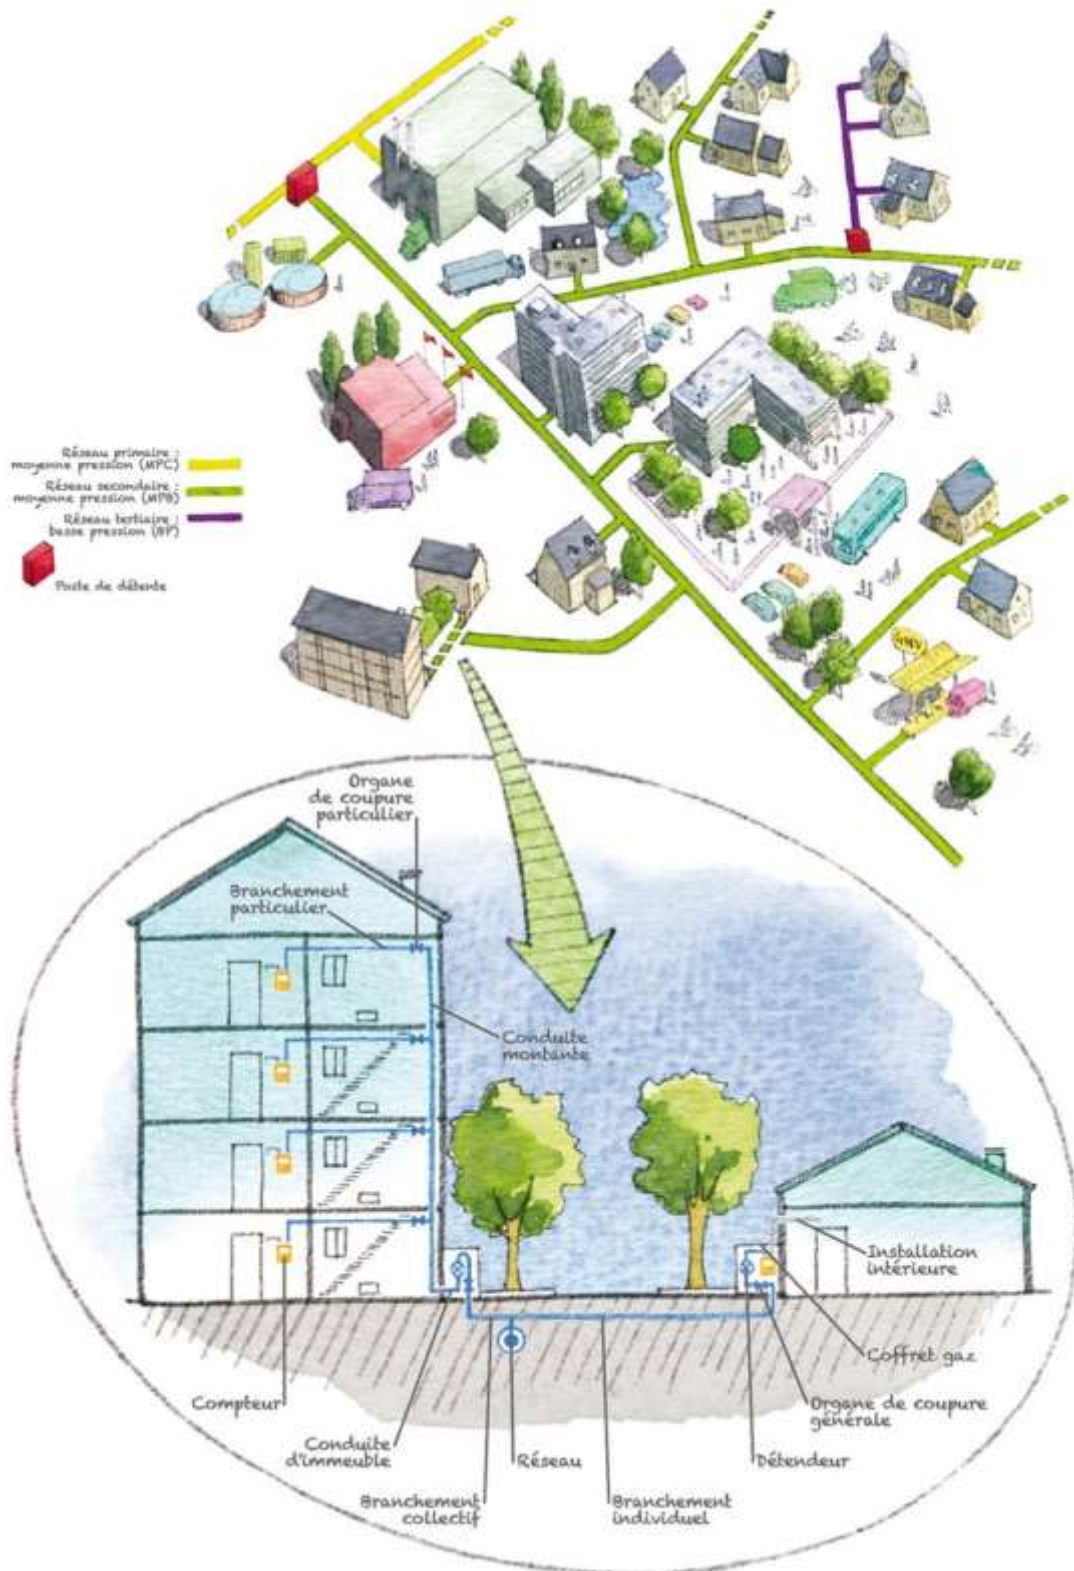 Réseau primaire :
moyenne pression (MPC)
Réseau secondaire :
moyenne pression (MPB)
Réseau tertiaire :
basse pression (BP)
Poste de détente
GNV
Organe
de coupure
particulier
Branchement
particulier
Conduite
montante
Installation
intérieure
Coffret gaz
Compteur
Organe de coupure
générale
Conduite
d'immeuble
Réseau
Détendeur
Branchement
collectif
Branchement
individuel